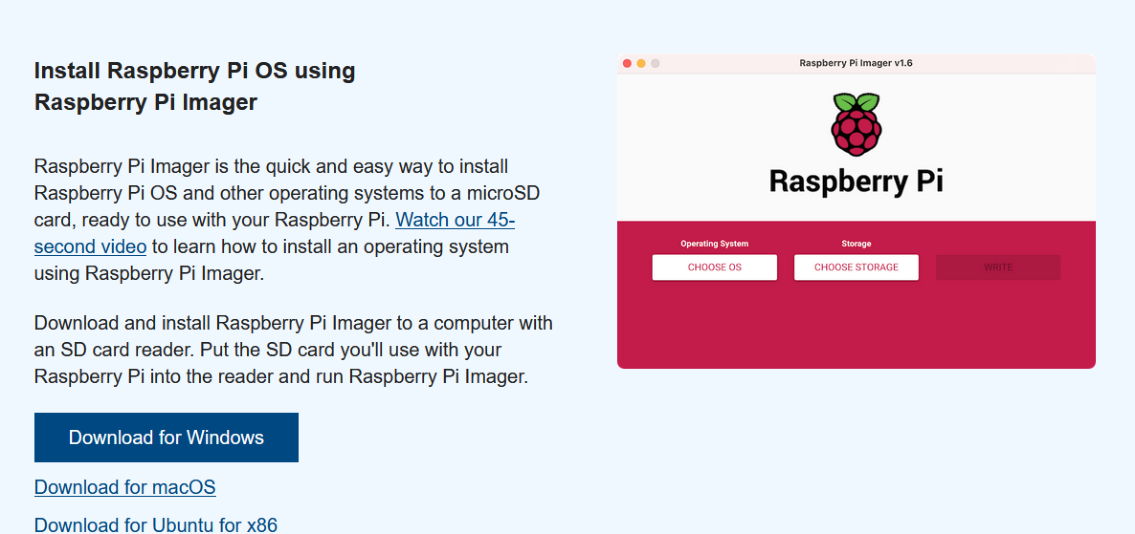 Install Raspberry Pi OS using
Raspberry Pi Imager
Raspberry Pi Imager is the quick and easy way to install
Raspberry Pi OS and other operating systems to a microSD
card, ready to use with your Raspberry Pi. Watch our 45-
second video to learn how to install an operating system
using Raspberry Pi Imager.
Download and install Raspberry Pi Imager to a computer with
an SD card reader. Put the SD card you'll use with your
Raspberry Pi into the reader and run Raspberry Pi Imager.
Download for Windows
Download for macOS
Download for Ubuntu for x86
Raspberry Pi Imager v1.6
Raspberry Pi
Operating System
Storage
CHOOSE OS
CHOOSE STORAGE
WRITE